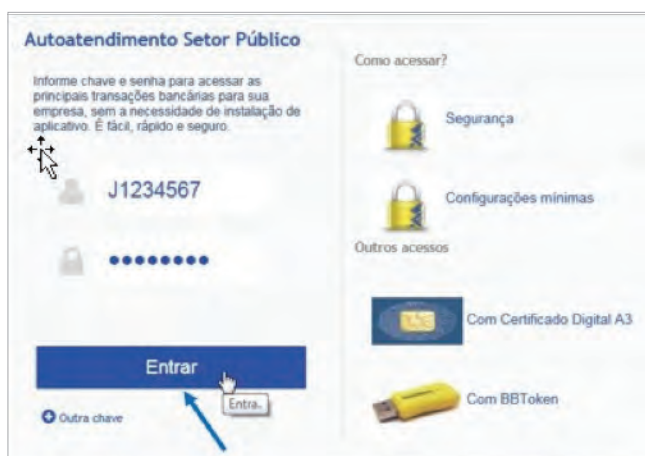 Autoatendimento Setor Público
Informe chave e senha para acessar as
principais transações bancárias para sua
empresa, sem a necessidade de instalação de
aplicativo. É fácil, rápido e seguro.
J1234567
••••••••
Entrar
Entra..
Outra chave
Como acessar?
Segurança
Configurações mínimas
Outros acessos
Com Certificado Digital A3
Com BBToken